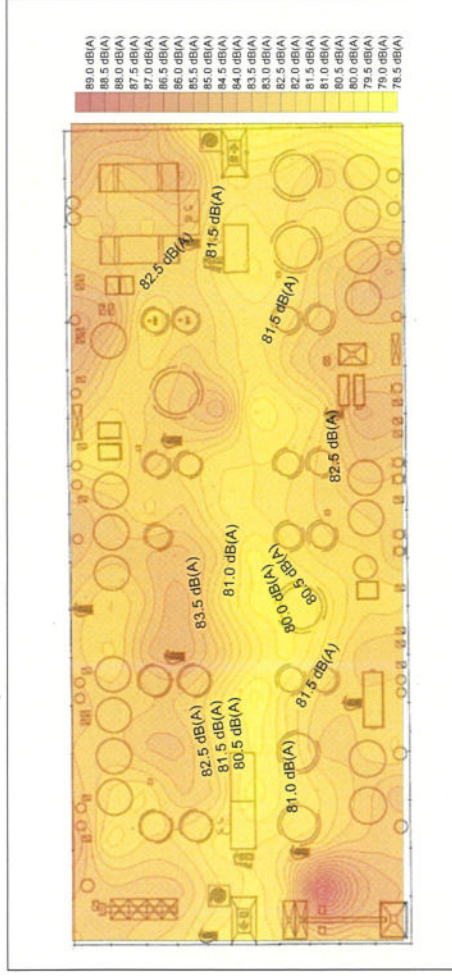 89.0 dB(A)
88.5 dB(A)
88.0 dB(A)
87.5 dB(A)
87.0 dB(A)
86.5 dB(A)
86.0 dB(A)
85.5 dB(A)
85.0 dB(A)
84.5 dB(A)
84.0 dB(A)
83.5 dB(A)
83.0 dB(A)
82.5 dB(A)
82.0 dB(A)
81.5 dB(A)
81.0 dB(A)
80.5 dB(A)
80.0 dB(A)
79.5 dB(A)
79.0 dB(A)
78.5 dB(A)
82.5 dB(A)
81.5 dB(A)
81.5 dB(A)
82.5 dB(A)
83.5 dB(A)
81.0 dB(A)
80.0 dB(A)
80.5 dB(A)
82.5 dB(A)
81.5 dB(A)
80.5 dB(A)
81.5 dB(A)
81.0 dB(A)